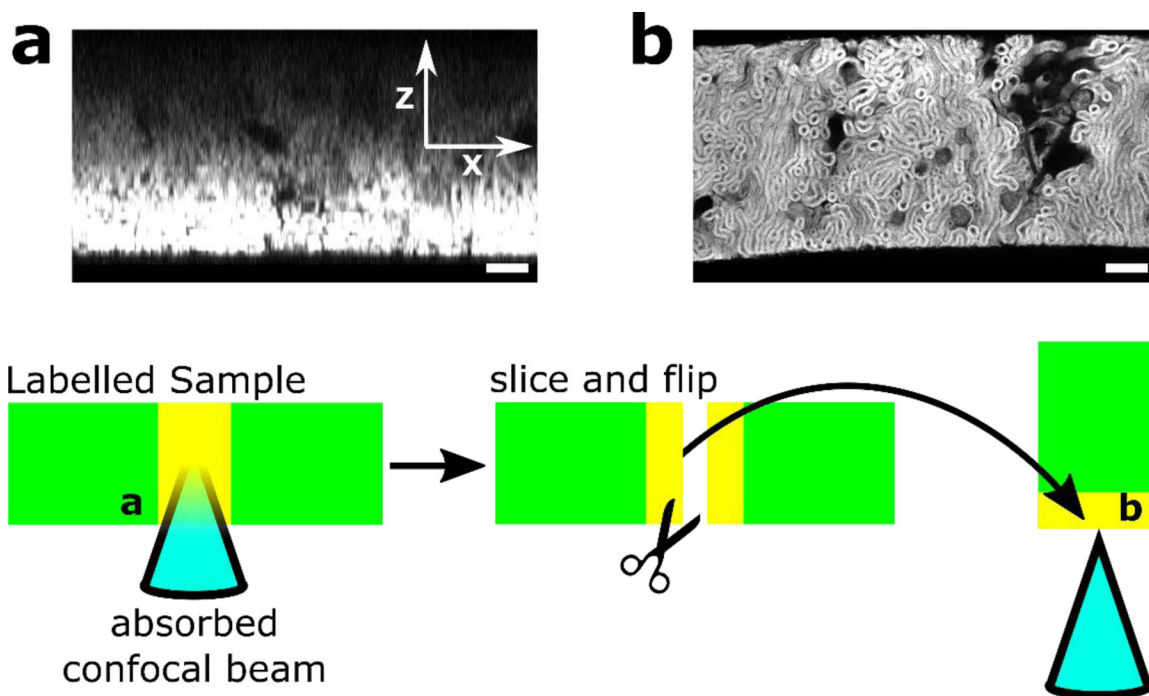 a
b
Z
X
Labelled Sample
slice and flip
a
b
absorbed
confocal beam